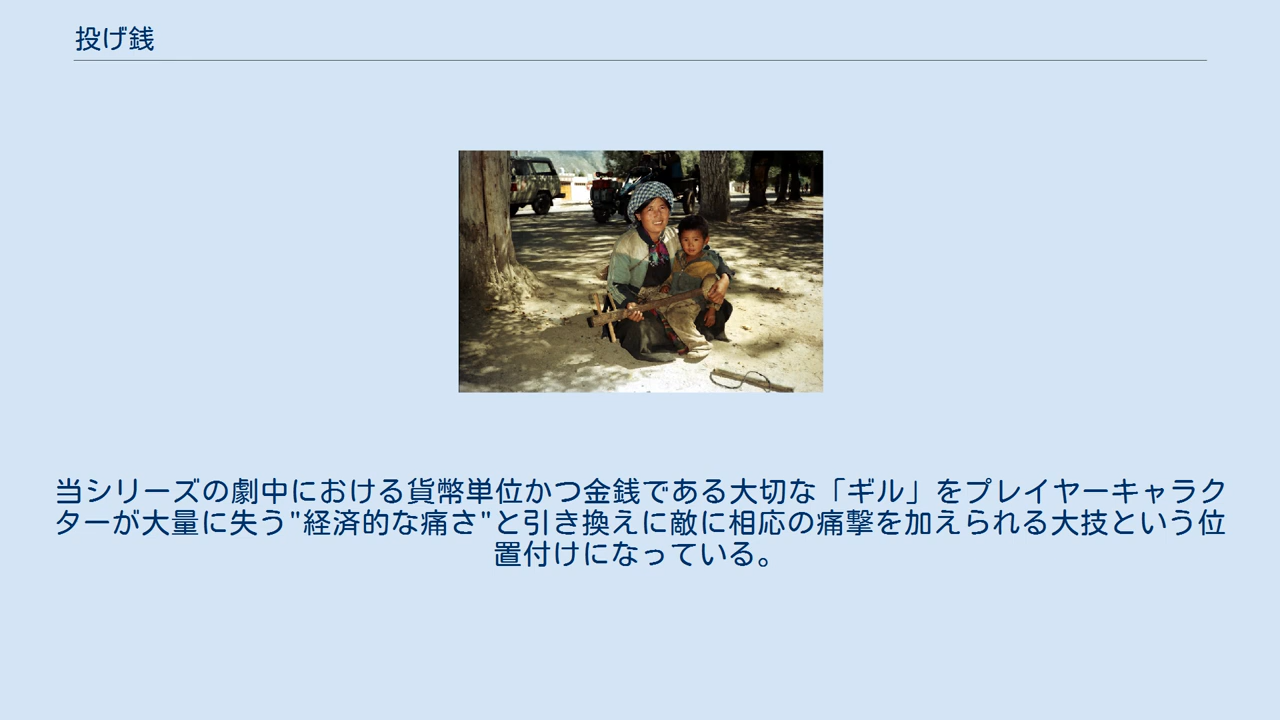 投げ銭
当シリーズの劇中における貨幣単位かつ金銭である大切な「ギル」をプレイヤーキャラク
ターが大量に失う"経済的な痛さ"と引き換えに敵に相応の痛撃を加えられる大技という位
置付けになっている。